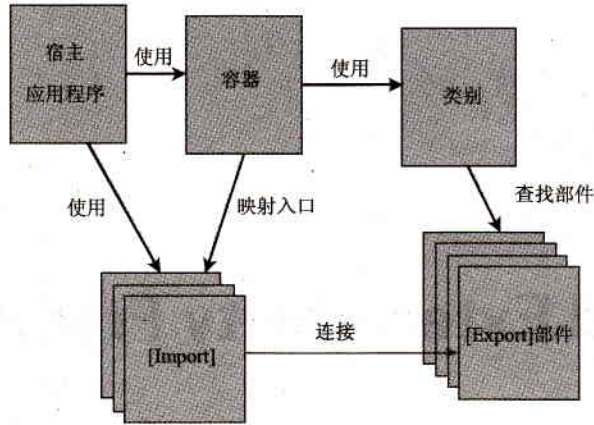 宿主
应用程序
使用
容器
使用
类别
使用
映射入口
查找部件
[Import]
连接
[Export]部件